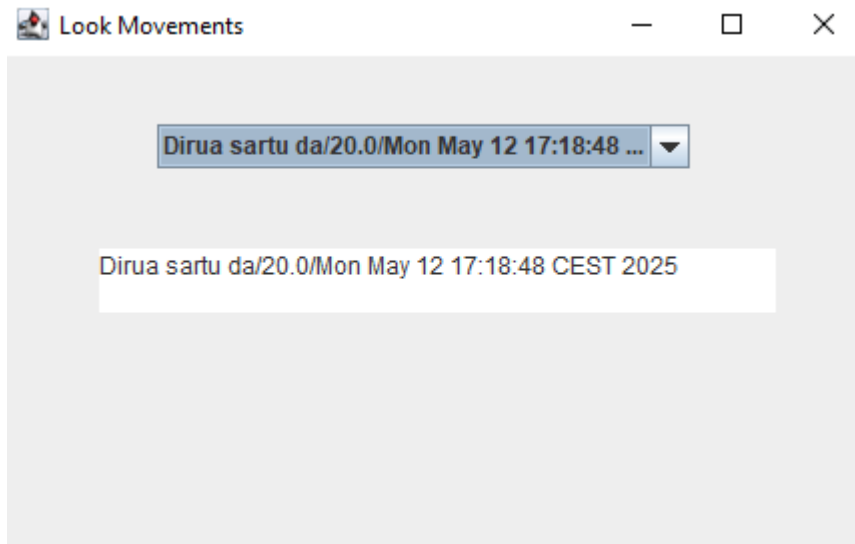 Look Movements
Dirua sartu da/20.0/Mon May 12 17:18:48 ...
Dirua sartu da/20.0/Mon May 12 17:18:48 CEST 2025